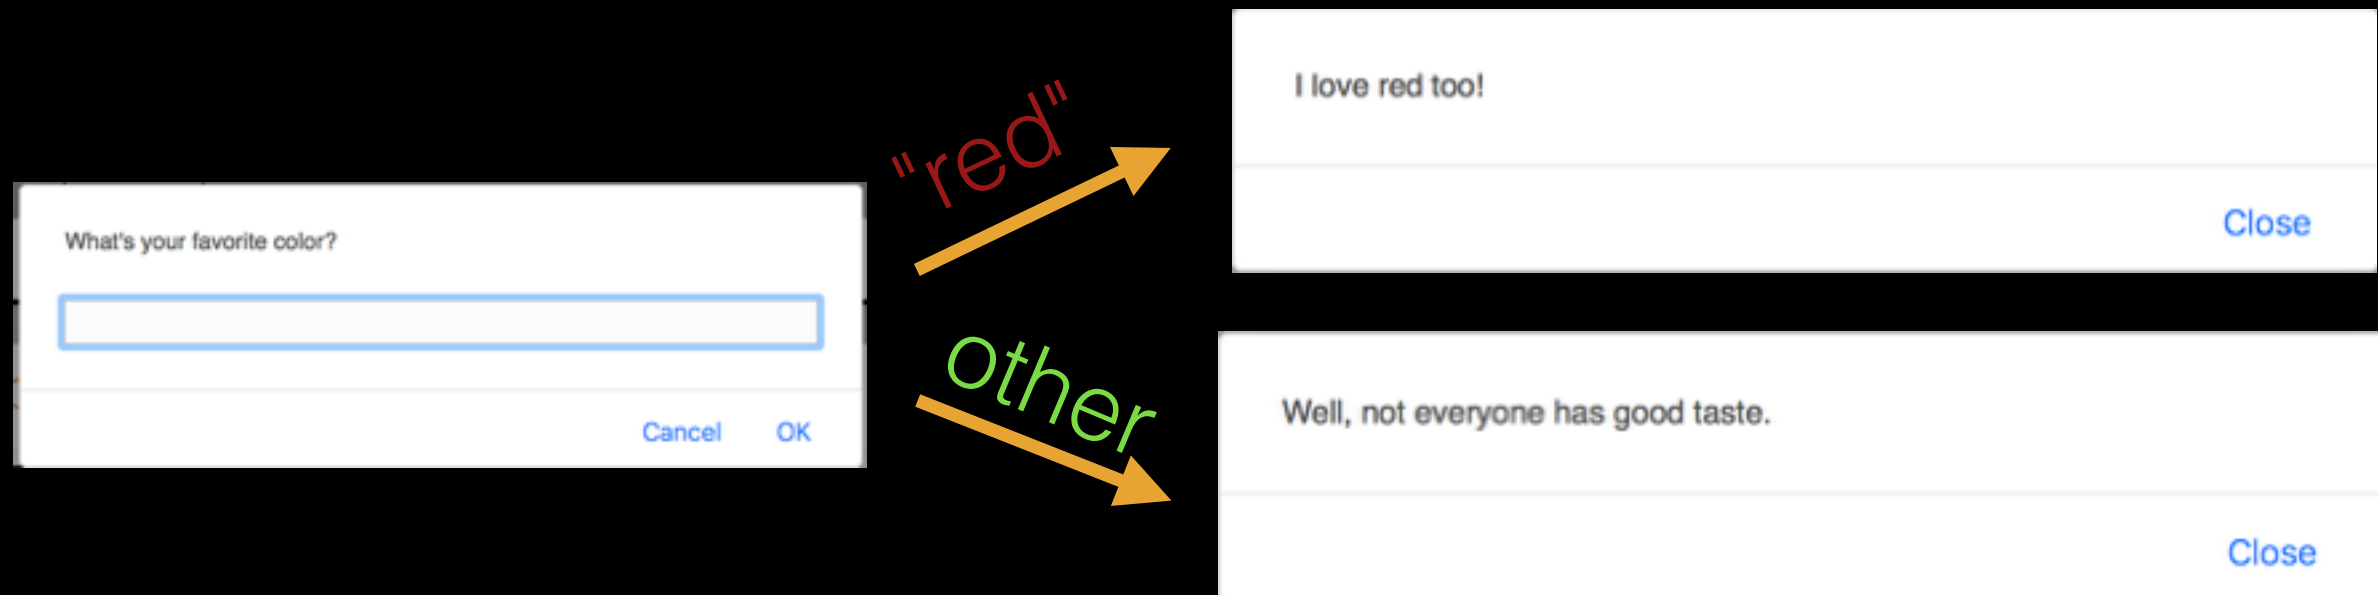 What's your favorite color?
Cancel OK
"red"
other
I love red too!
Close
Well, not everyone has good taste.
Close